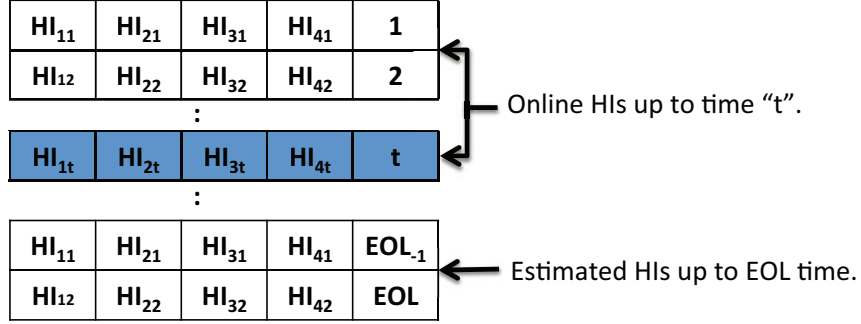 HI₁₁ HI₂₁ HI₃₁ HI₄₁ 1
HI₁₂ HI₂₂ HI₃₂ HI₄₂ 2
Online HIs up to time “t”.
:
HI₁ₜ HI₂ₜ HI₃ₜ HI₄ₜ t
:
HI₁₁ HI₂₁ HI₃₁ HI₄₁ EOL₋₁
Estimated HIs up to EOL time.
HI₁₂ HI₂₂ HI₃₂ HI₄₂ EOL